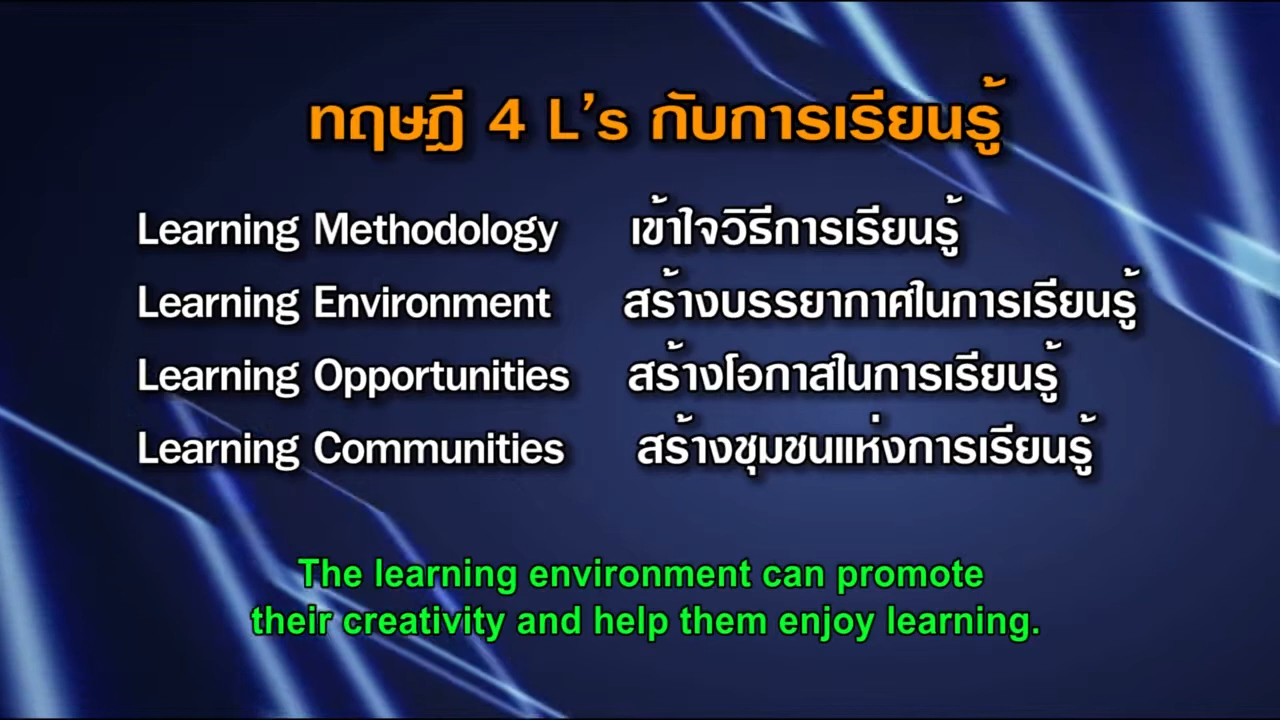 ทฤษฎี 4 L's กับการเรียนรู้
Learning Methodology เข้าใจวิธีการเรียนรู้
Learning Environment สร้างบรรยากาศในการเรียนรู้
Learning Opportunities สร้างโอกาสในการเรียนรู้
Learning Communities สร้างชุมชนแห่งการเรียนรู้
The learning environment can promote
their creativity and help them enjoy learning.